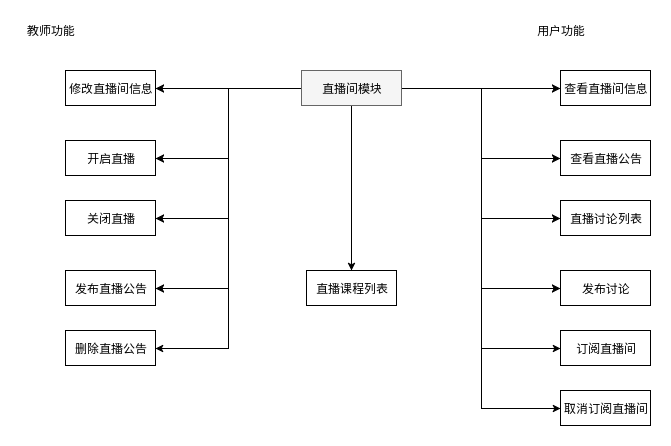 教师功能
用户功能
修改直播间信息
直播间模块
查看直播间信息
开启直播
查看直播公告
关闭直播
直播讨论列表
发布直播公告
直播课程列表
发布讨论
删除直播公告
订阅直播间
取消订阅直播间